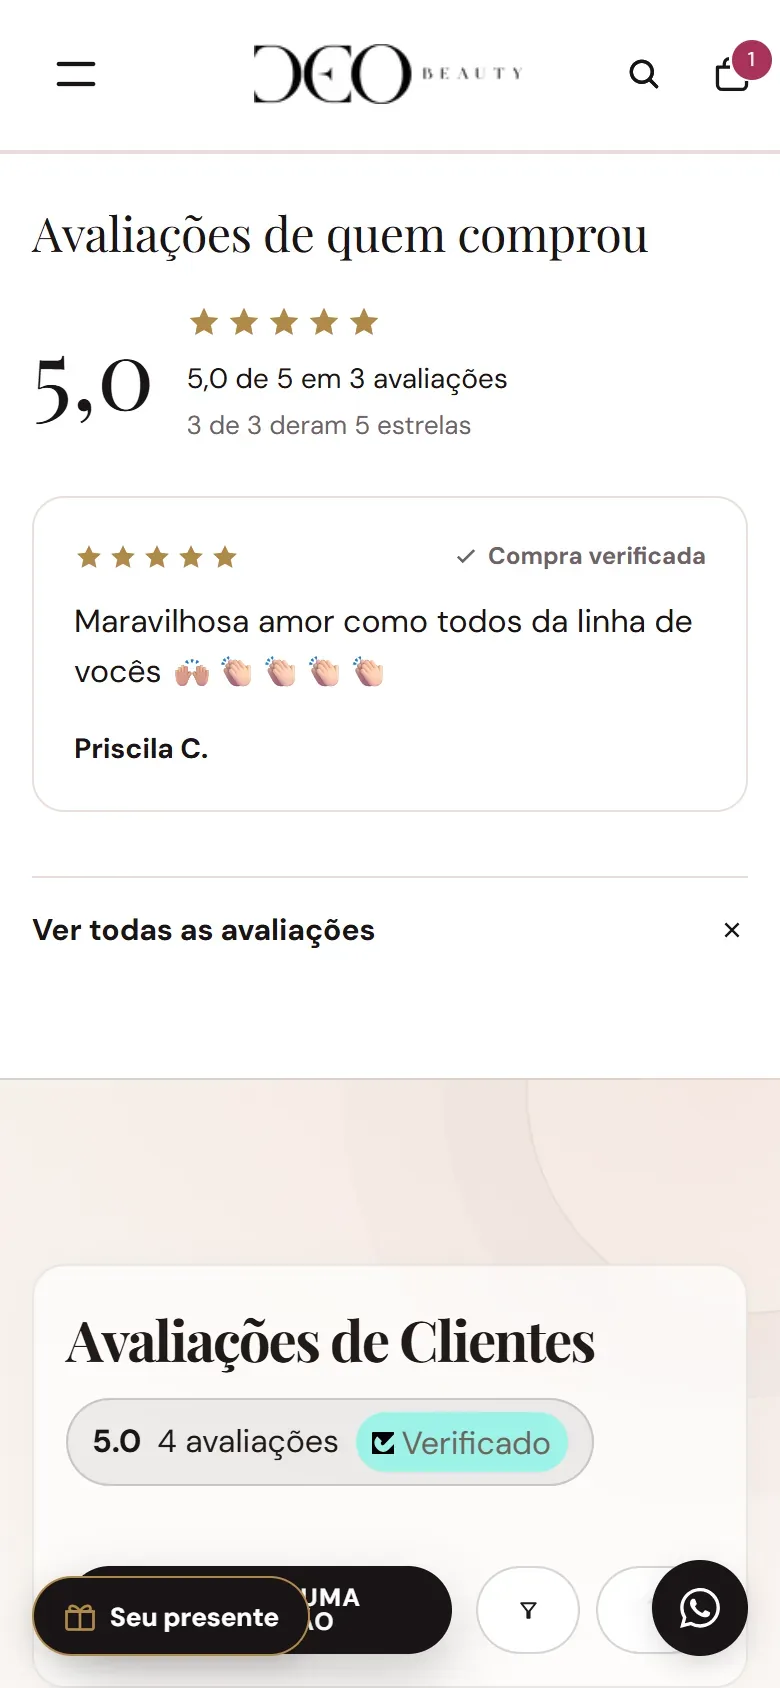 DEO BEAUTY
1
Avaliações de quem comprou
5,0
5,0 de 5 em 3 avaliações
3 de 3 deram 5 estrelas
Compra verificada
Maravilhosa amor como todos da linha de
vocês 🙌🏼 👏🏼 👏🏼 👏🏼 👏🏼
Priscila C.
Ver todas as avaliações
Avaliações de Clientes
5.0 4 avaliações Verificado
UMA
Seu presente